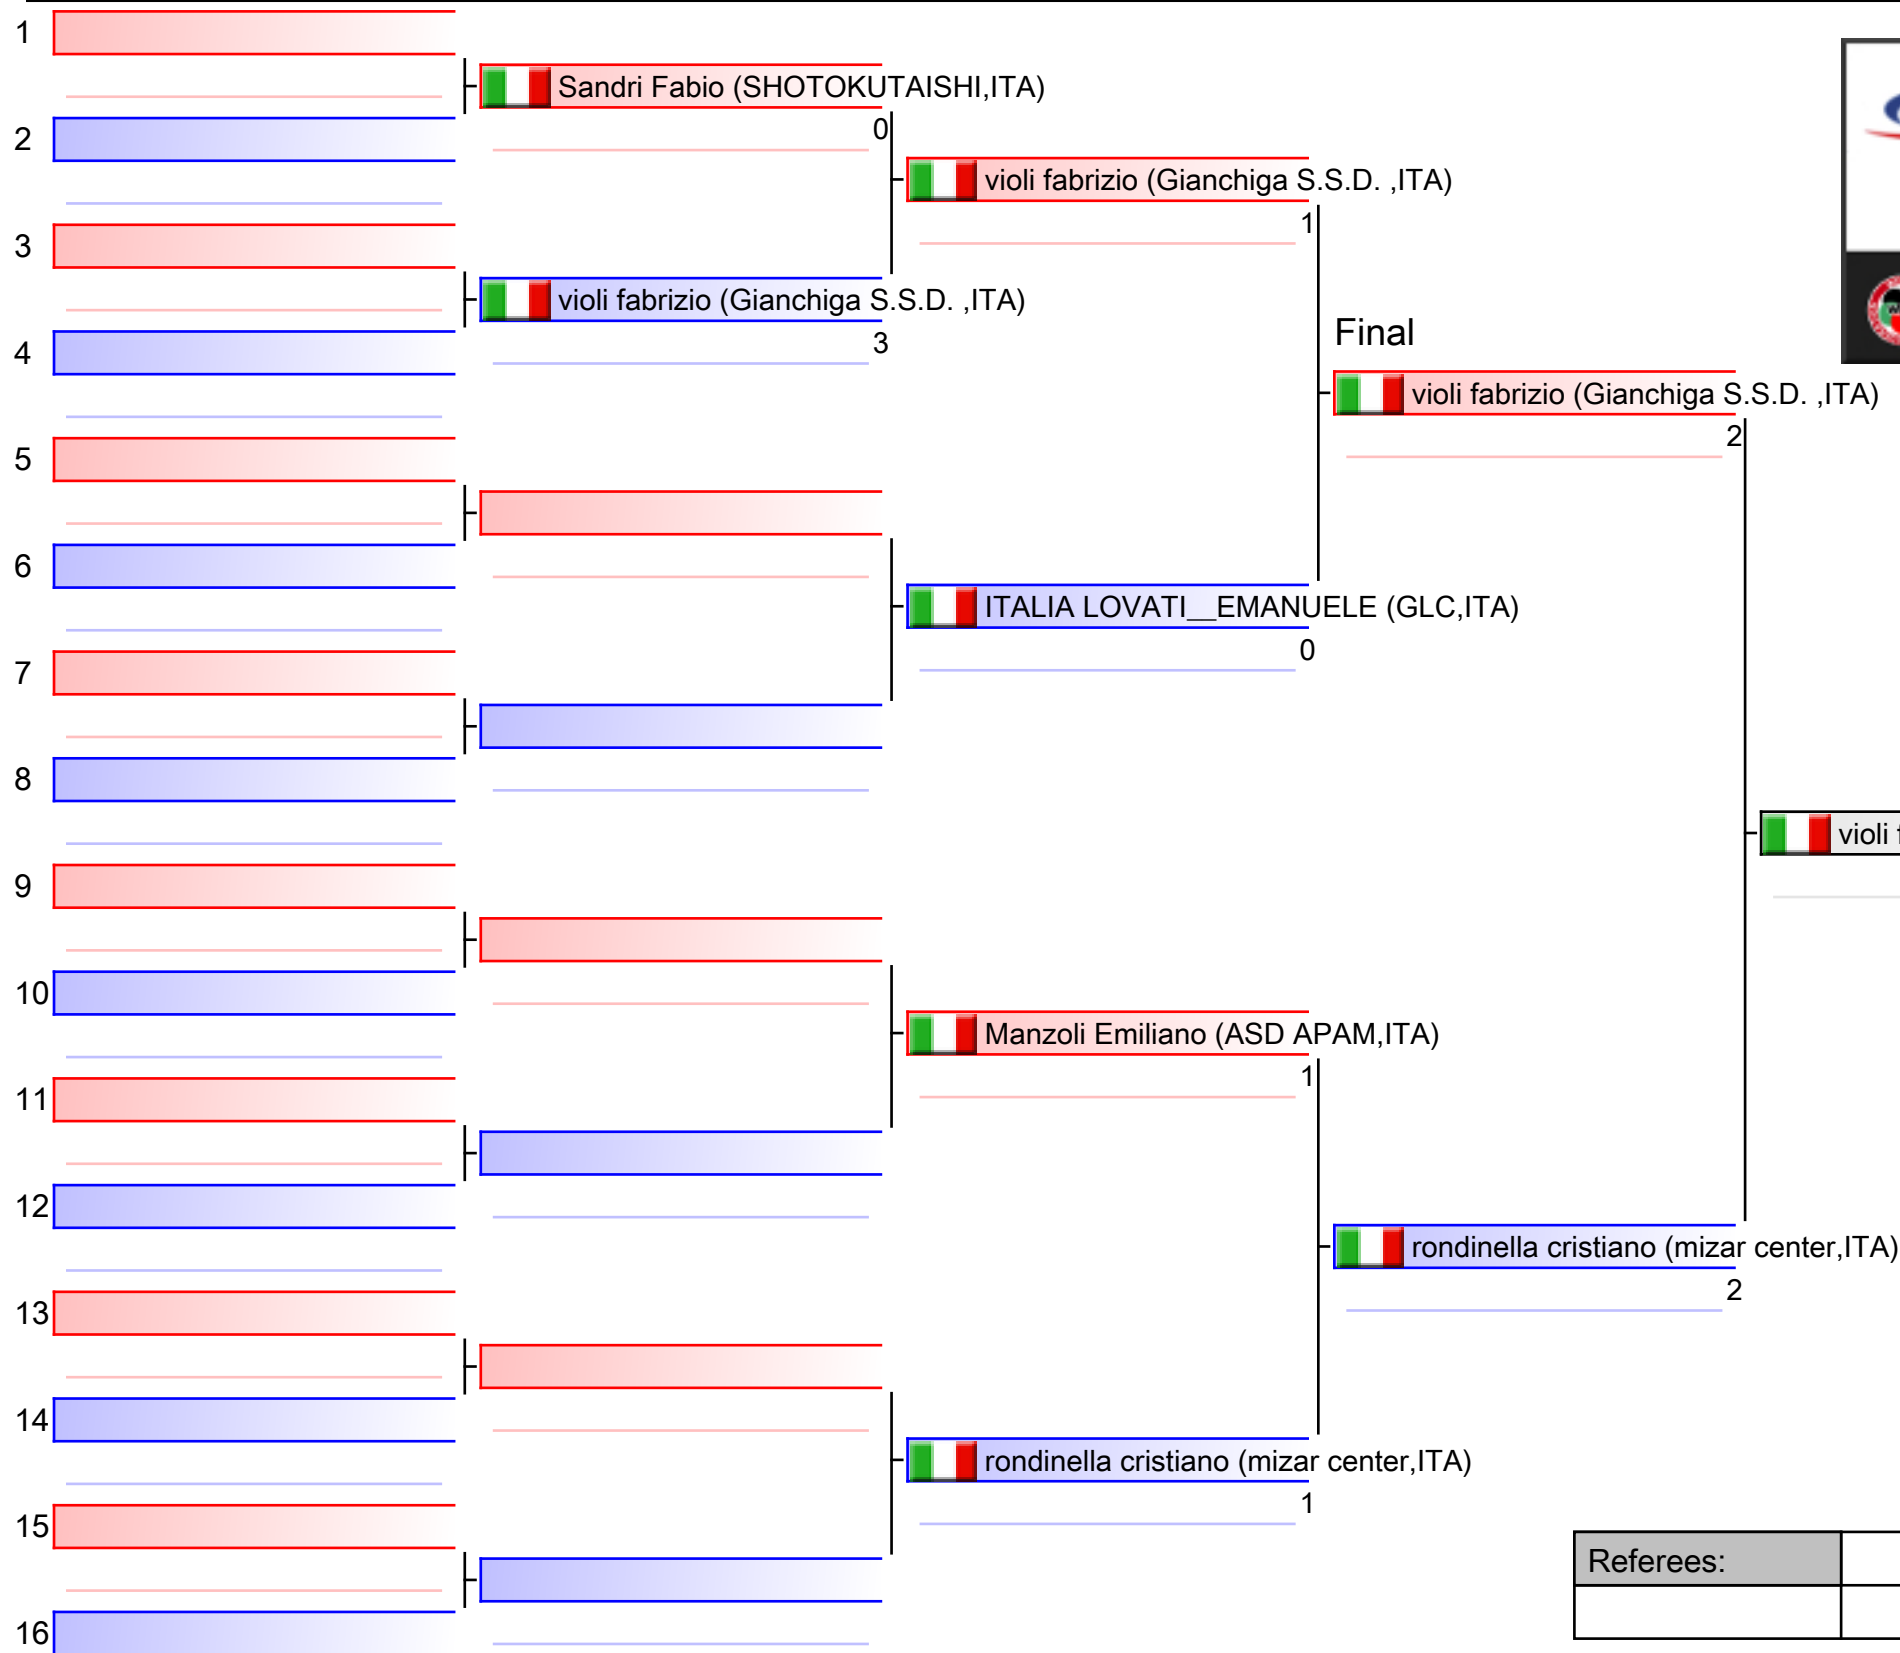 1
Sandri Fabio (SHOTOKUTAISHI,ITA)
0
2
violi fabrizio (Gianchiga S.S.D. ,ITA)
1
3
violi fabrizio (Gianchiga S.S.D. ,ITA)
3
4
Final
violi fabrizio (Gianchiga S.S.D. ,ITA)
2
5
6
ITALIA LOVATI__EMANUELE (GLC,ITA)
0
7
8
violi
9
10
Manzoli Emiliano (ASD APAM,ITA)
1
11
12
rondinella cristiano (mizar center,ITA)
2
13
14
rondinella cristiano (mizar center,ITA)
1
15
Referees:
16